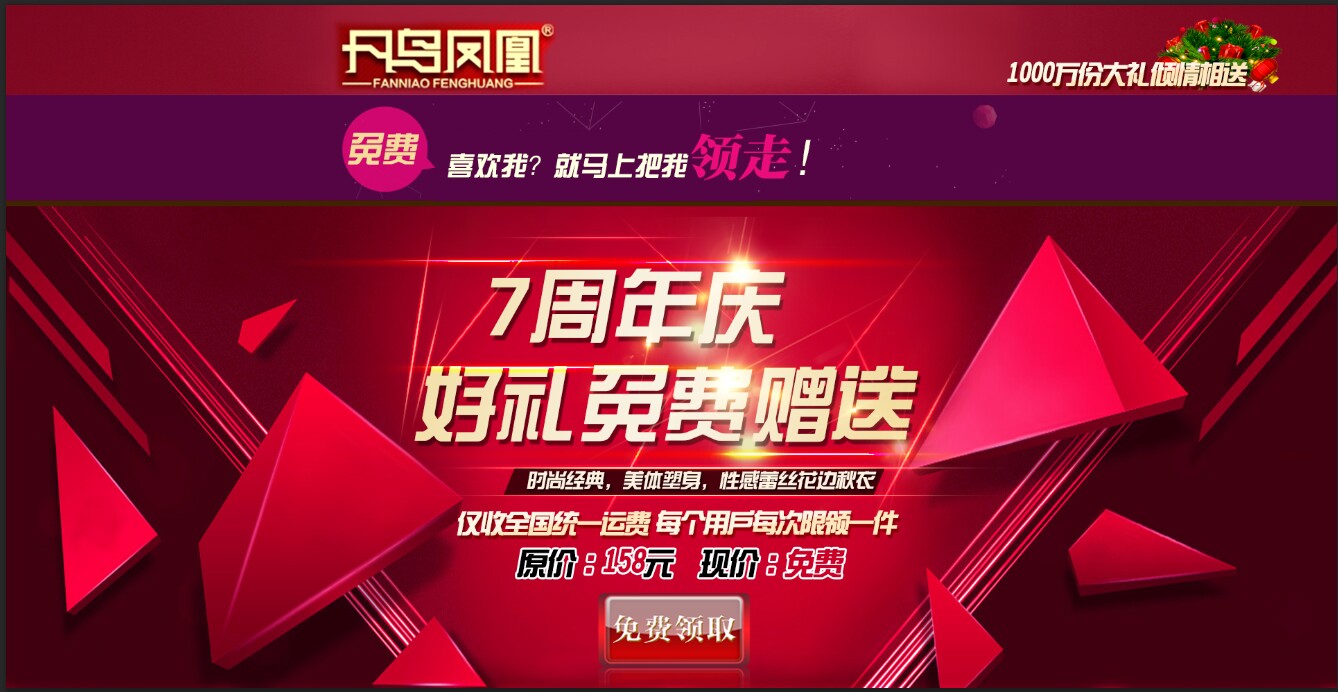 凡鸟凤凰®
FANNIAO FENGHUANG
1000万份大礼倾情相送
免费
喜欢我?就马上把我领走!
7周年庆
好礼免费赠送
时尚经典,美体塑身,性感蕾丝花边秋衣
仅收全国统一运费 每个用戶每次限领一件
原价:158元 现价:免费
免费领取